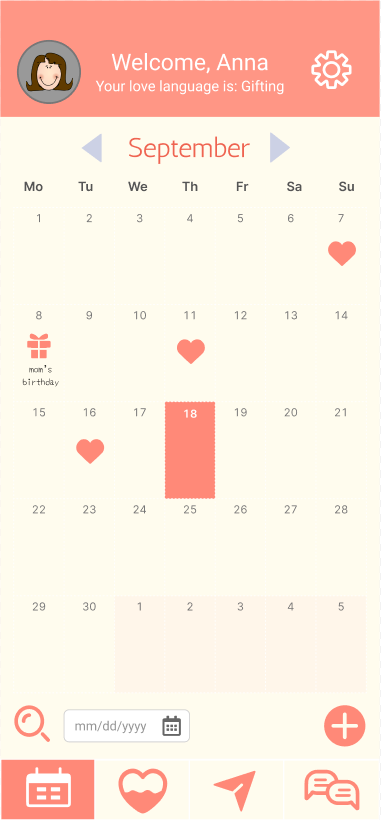 Welcome, Anna
Your love language is: Gifting
September
Mo Tu We Th Fr Sa Su
1 2 3 4 5 6 7
8 9 10 11 12 13 14
mom's
birthday
15 16 17 18 19 20 21
22 23 24 25 26 27 28
29 30 1 2 3 4 5
mm/dd/yyyy